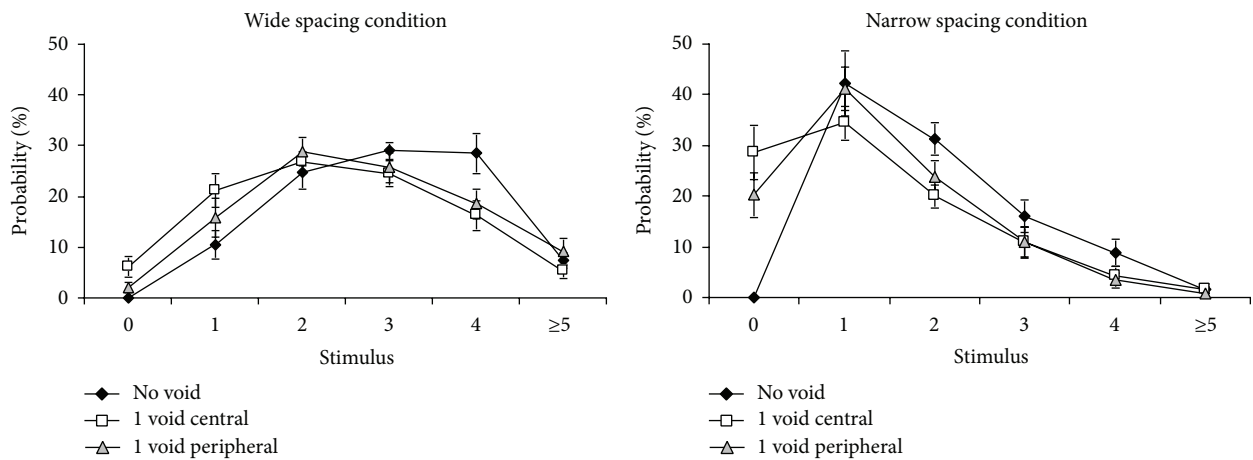 Wide spacing condition
50
40
30
20
10
0
Probability (%)
0 1 2 3 4 ≥5
Stimulus
No void
1 void central
1 void peripheral
Narrow spacing condition
50
40
30
20
10
0
Probability (%)
0 1 2 3 4 ≥5
Stimulus
No void
1 void central
1 void peripheral